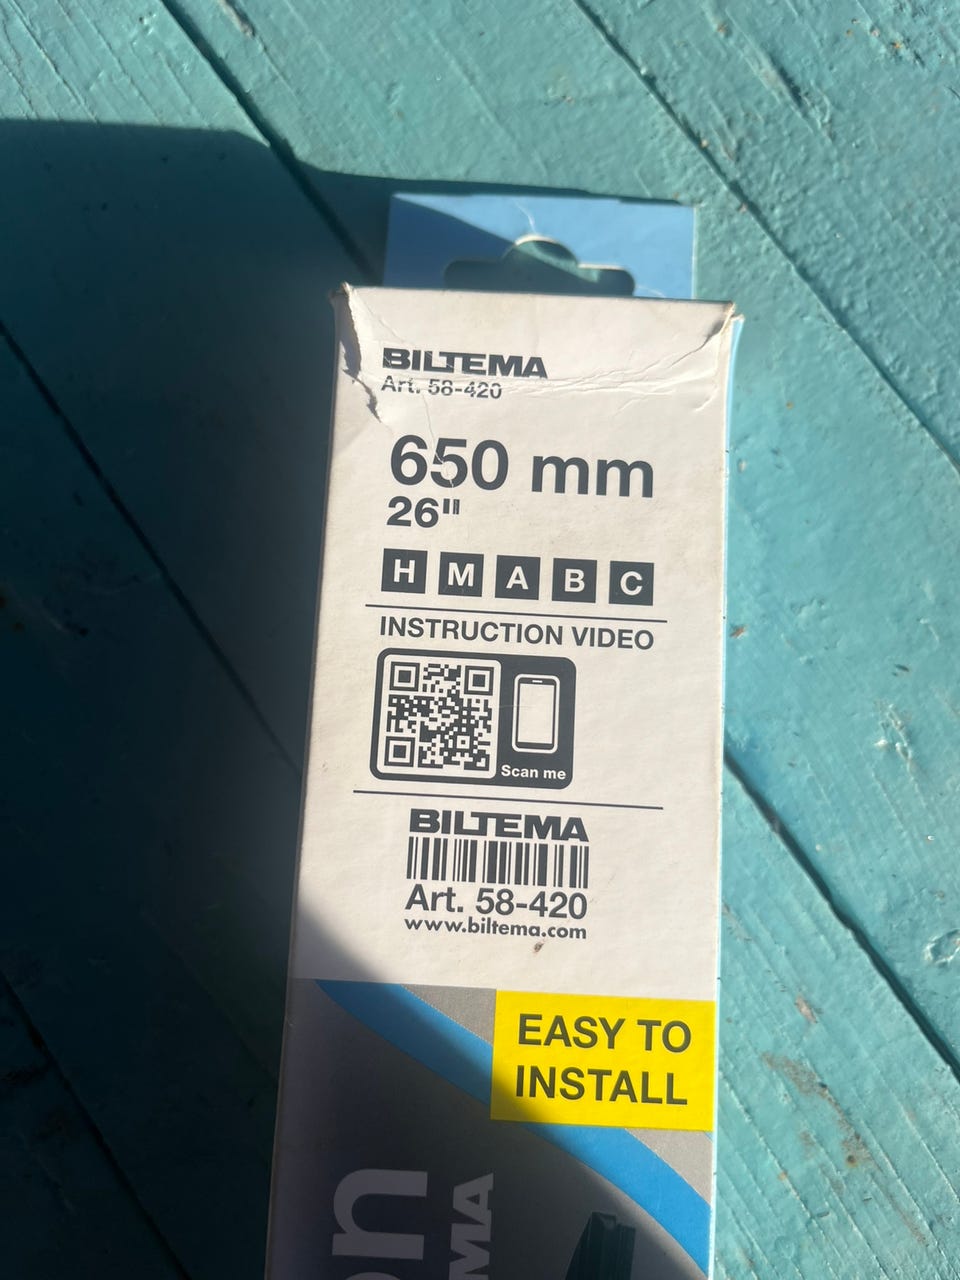 BILTEMA
Art. 58-420
650 mm
26"
H M A B C
INSTRUCTION VIDEO
Scan me
BILTEMA
Art. 58-420
www.biltema.com
EASY TO
INSTALL